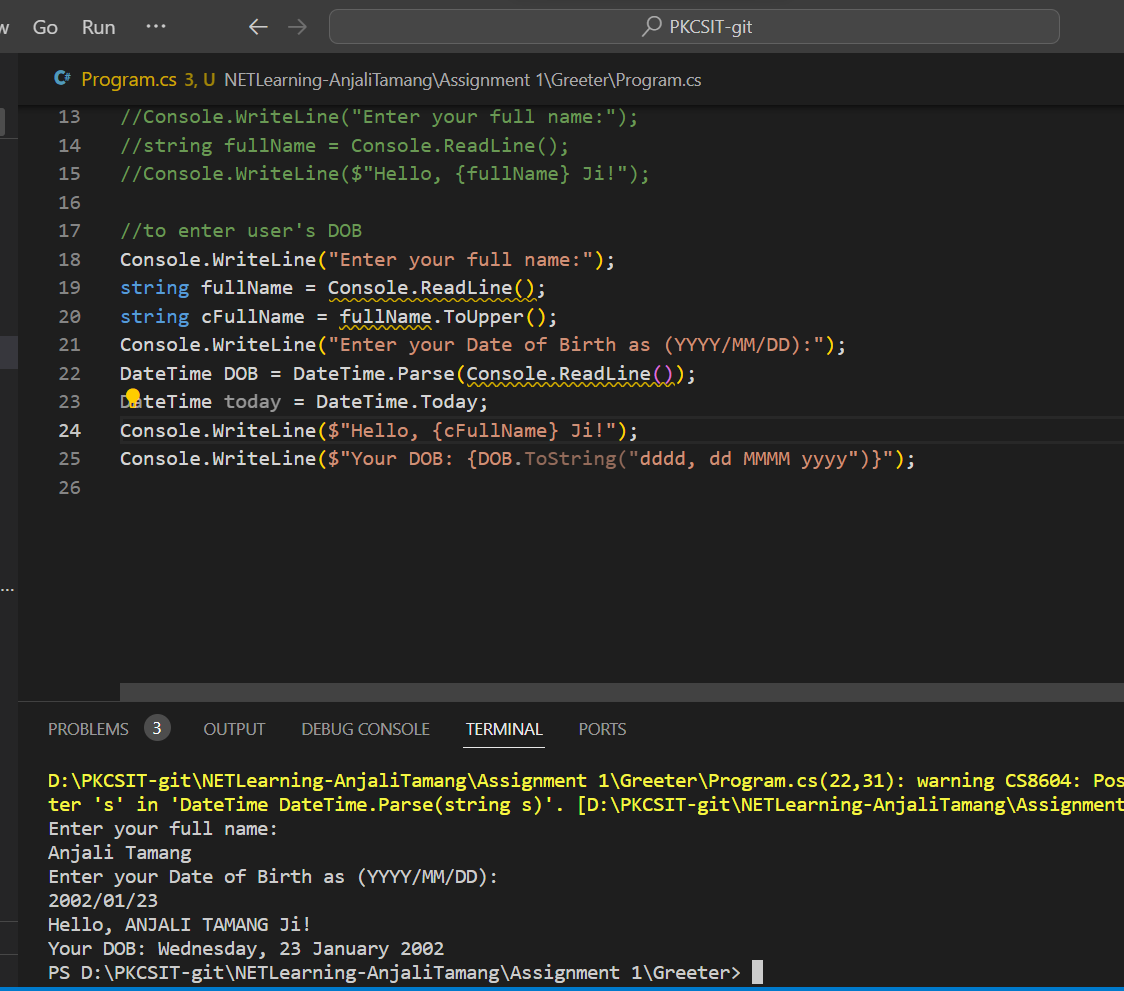 Go Run ··· ← → PKCSIT-git
C# Program.cs 3, U NETLearning-AnjaliTamang\Assignment 1\Greeter\Program.cs
13 //Console.WriteLine("Enter your full name:");
14 //string fullName = Console.ReadLine();
15 //Console.WriteLine($"Hello, {fullName} Ji!");
16
17 //to enter user's DOB
18 Console.WriteLine("Enter your full name:");
19 string fullName = Console.ReadLine();
20 string cFullName = fullName.ToUpper();
21 Console.WriteLine("Enter your Date of Birth as (YYYY/MM/DD):");
22 DateTime DOB = DateTime.Parse(Console.ReadLine());
23 DateTime today = DateTime.Today;
24 Console.WriteLine($"Hello, {cFullName} Ji!");
25 Console.WriteLine($"Your DOB: {DOB.ToString("dddd, dd MMMM yyyy")}");
26
PROBLEMS 3 OUTPUT DEBUG CONSOLE TERMINAL PORTS
D:\PKCSIT-git\NETLearning-AnjaliTamang\Assignment 1\Greeter\Program.cs(22,31): warning CS8604: Pos
ter 's' in 'DateTime DateTime.Parse(string s)'. [D:\PKCSIT-git\NETLearning-AnjaliTamang\Assignment
Enter your full name:
Anjali Tamang
Enter your Date of Birth as (YYYY/MM/DD):
2002/01/23
Hello, ANJALI TAMANG Ji!
Your DOB: Wednesday, 23 January 2002
PS D:\PKCSIT-git\NETLearning-AnjaliTamang\Assignment 1\Greeter>